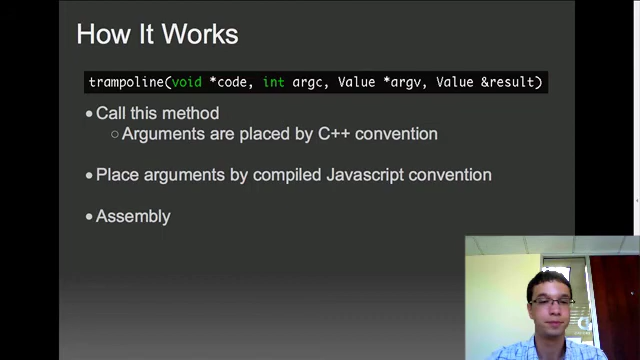 How It Works
trampoline(void *code, int argc, Value *argv, Value &result)
• Call this method
○ Arguments are placed by C++ convention
• Place arguments by compiled Javascript convention
• Assembly